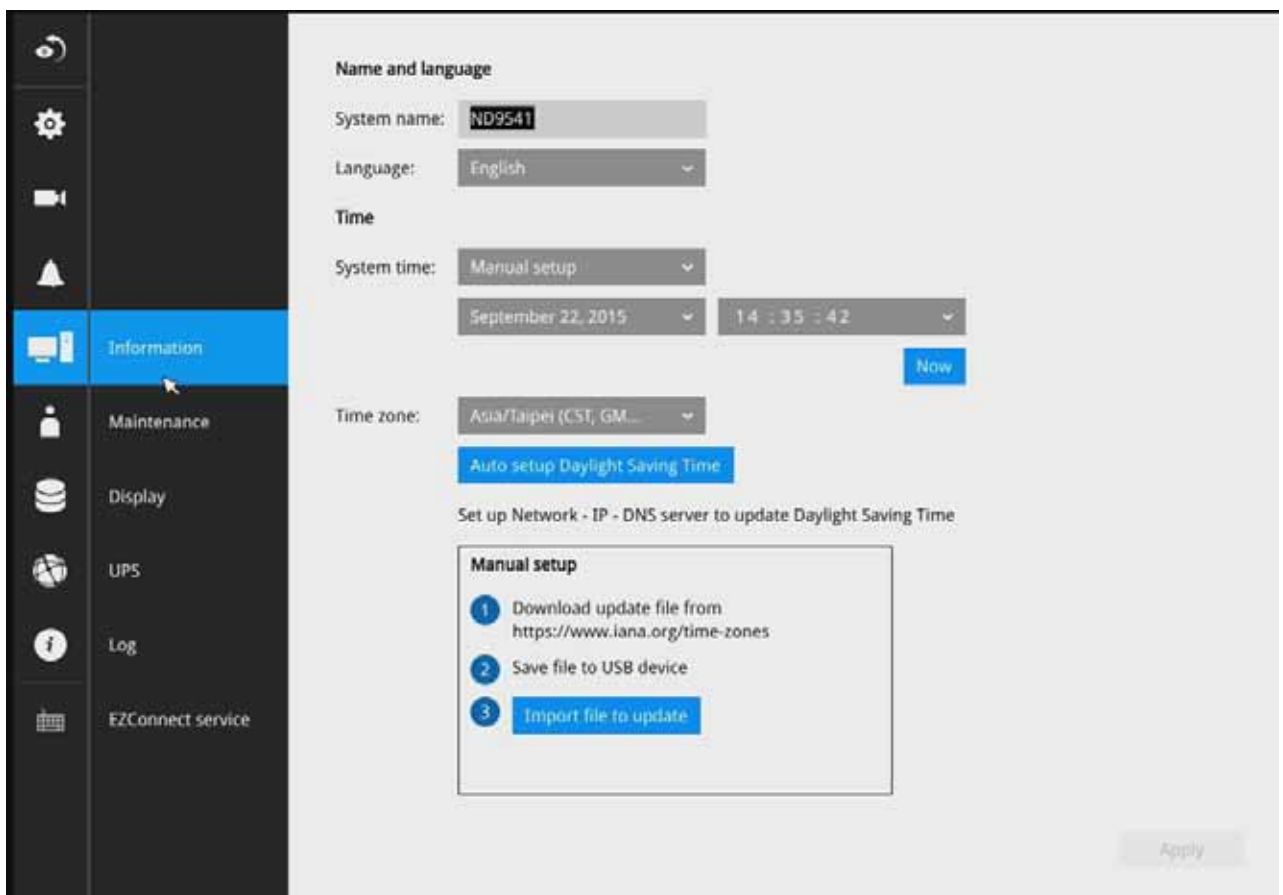 Name and language
System name: ND9541
Language: English
Time
System time: Manual setup
September 22, 2015 14 : 35 : 42
Now
Time zone: Asia/Taipei (CST, GM...
Auto setup Daylight Saving Time
Set up Network - IP - DNS server to update Daylight Saving Time
Manual setup
1 Download update file from
https://www.iana.org/time-zones
2 Save file to USB device
3 Import file to update
Apply
Information
Maintenance
Display
UPS
Log
EZConnect service